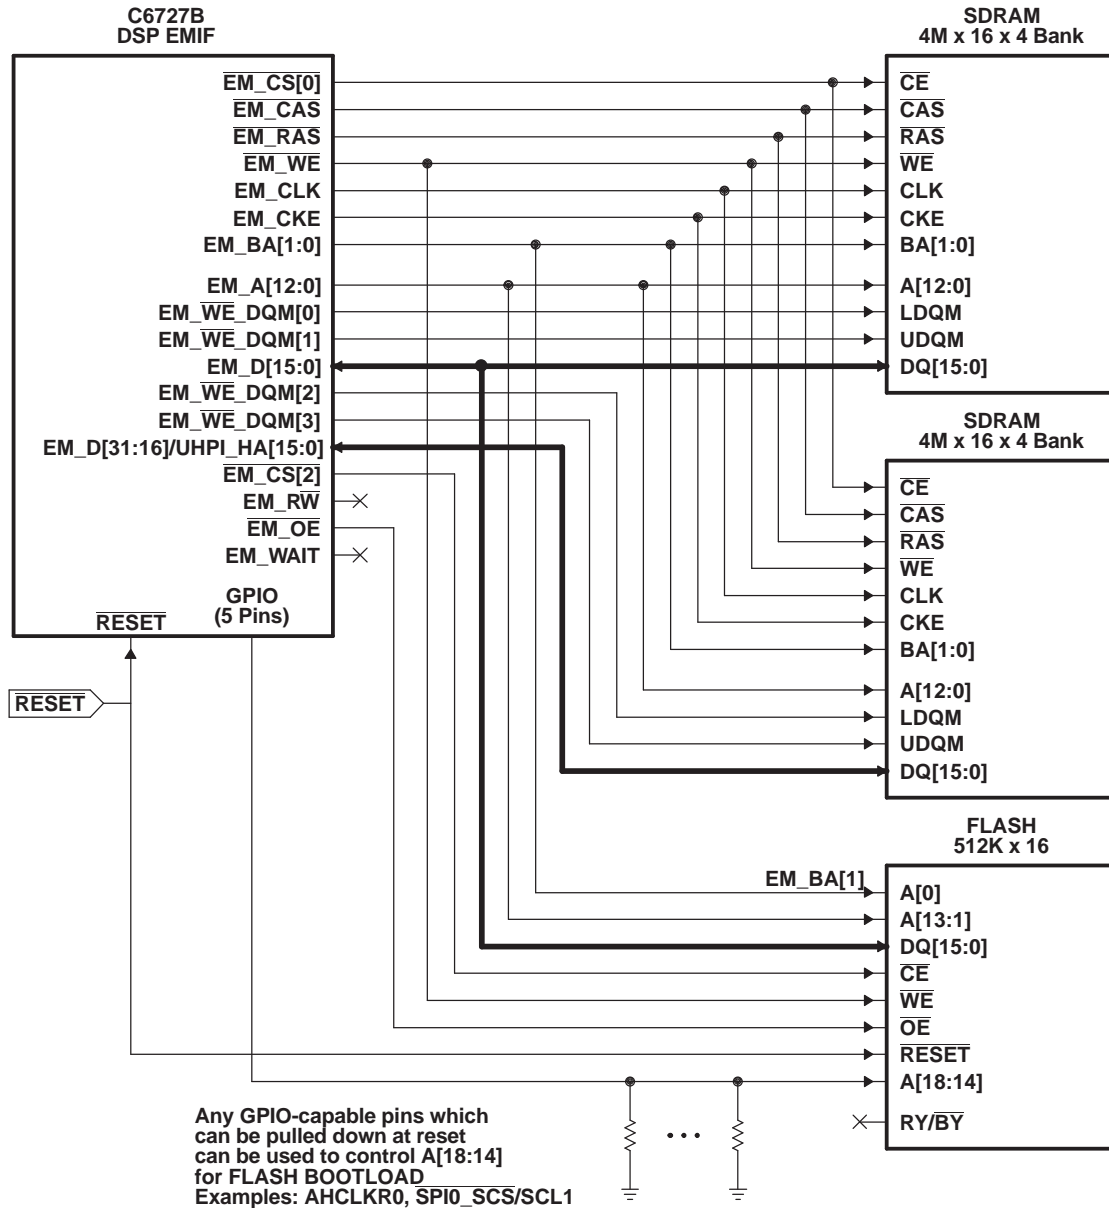 C6727B
DSP EMIF
EM_CS[0]
EM_CAS
EM_RAS
EM_WE
EM_CLK
EM_CKE
EM_BA[1:0]
EM_A[12:0]
EM_WE_DQM[0]
EM_WE_DQM[1]
EM_D[15:0]
EM_WE_DQM[2]
EM_WE_DQM[3]
EM_D[31:16]/UHPI_HA[15:0]
EM_CS[2]
EM_RW
EM_OE
EM_WAIT
GPIO
(5 Pins)
RESET
RESET
SDRAM
4M x 16 x 4 Bank
CE
CAS
RAS
WE
CLK
CKE
BA[1:0]
A[12:0]
LDQM
UDQM
DQ[15:0]
SDRAM
4M x 16 x 4 Bank
CE
CAS
RAS
WE
CLK
CKE
BA[1:0]
A[12:0]
LDQM
UDQM
DQ[15:0]
FLASH
512K x 16
EM_BA[1]
A[0]
A[13:1]
DQ[15:0]
CE
WE
OE
RESET
A[18:14]
RY/BY
Any GPIO-capable pins which
can be pulled down at reset
can be used to control A[18:14]
for FLASH BOOTLOAD
Examples: AHCLKR0, SPI0_SCS/SCL1